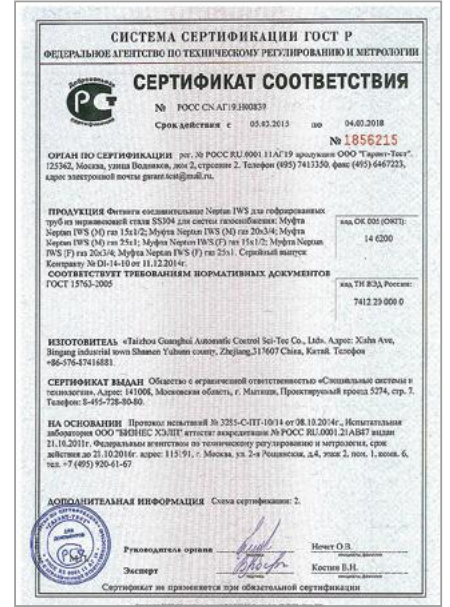 СИСТЕМА СЕРТИФИКАЦИИ ГОСТ Р
ФЕДЕРАЛЬНОЕ АГЕНТСТВО ПО ТЕХНИЧЕСКОМУ РЕГУЛИРОВАНИЮ И МЕТРОЛОГИИ
Добровольная
сертификация
СЕРТИФИКАТ СООТВЕТСТВИЯ
№ РОСС CN.АГ19.Н00839
Срок действия с 05.03.2015 по 04.03.2018
№ 1856215
ОРГАН ПО СЕРТИФИКАЦИИ рег. № РОСС RU.0001.11АГ19 продукции ООО "Гарант-Тест".
125362, Москва, улица Водников, дом 2, строение 2. Телефон (495) 7413350, факс (495) 6467223,
адрес электронной почты garant.test@mail.ru.
ПРОДУКЦИЯ Фитинги соединительные Neptun IWS для гофрированных
труб из нержавеющей стали SS304 для систем газоснабжения: Муфта
Neptun IWS (M) газ 15x1/2; Муфта Neptun IWS (M) газ 20x3/4; Муфта
Neptun IWS (M) газ 25x1; Муфта Neptun IWS (F) газ 15x1/2; Муфта Neptun
IWS (F) газ 20x3/4; Муфта Neptun IWS (F) газ 25x1. Серийный выпуск
Контракту № DI-14-10 от 11.12.2014г.
код ОК 005 (ОКП):
14 6200
СООТВЕТСТВУЕТ ТРЕБОВАНИЯМ НОРМАТИВНЫХ ДОКУМЕНТОВ
ГОСТ 15763-2005
код ТН ВЭД России:
7412 20 000 0
ИЗГОТОВИТЕЛЬ «Taizhou Guanghui Automatic Control Sci-Tec Co., Ltd». Адрес: Xisha Ave,
Bingang industrial town Shamen Yuhuan county, Zhejiang,317607 China, Китай. Телефон
+86-576-87416881
СЕРТИФИКАТ ВЫДАН Общество с ограниченной ответственностью «Специальные системы и
технологии», Адрес: 141008, Московская область, г. Мытищи, Проектируемый проезд 5274, стр. 7.
Телефон: 8-495-728-80-80.
НА ОСНОВАНИИ Протокол испытаний № 3285-С-ПТ-10/14 от 08.10.2014г., Испытательная
лаборатория ООО "БИЗНЕС ХЭЛП" аттестат аккредитации № РОСС RU.0001.21АВ87 выдан
21.10.2011г. Федеральным агентством по техническому регулированию и метрологии, срок
действия до 21.10.2016г. адрес: 115191, г. Москва, ул. 2-я Рощинская, д.4, этаж 2, пом. 1, комн. 6,
тел. +7 (495) 920-61-67
ДОПОЛНИТЕЛЬНАЯ ИНФОРМАЦИЯ Схема сертификации: 2.
Руководитель органа
Нечет О.В.
Эксперт
Костин В.Н.
Сертификат не применяется при обязательной сертификации